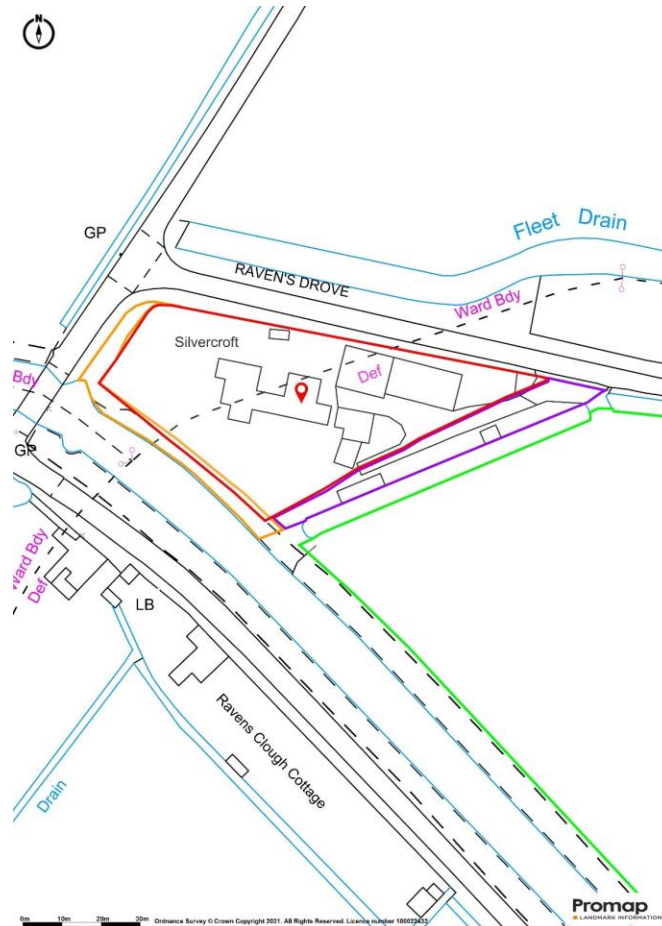 N
GP
Fleet Drain
RAVEN'S DROVE
Ward Bdy
Silvercroft
Def
Bdy
GP
Ward Bdy
Def
LB
Ravens Clough Cottage
Drain
0m 10m 20m 30m
Ordnance Survey © Crown Copyright 2021. All Rights Reserved. Licence number 100022432
Promap
LANDMARK INFORMATION